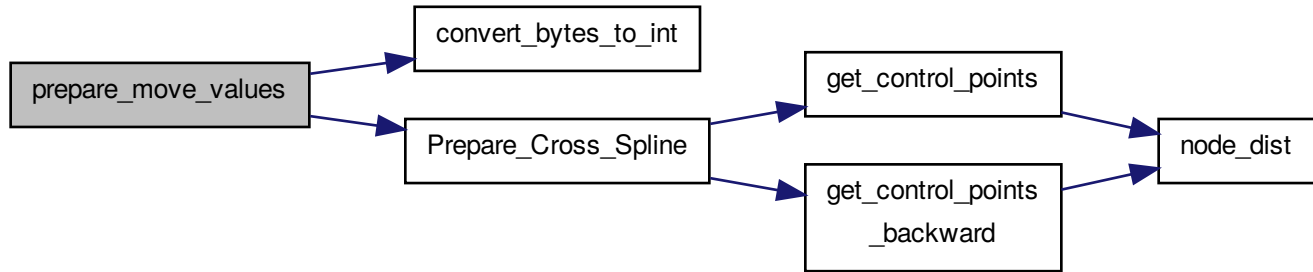 prepare_move_values
convert_bytes_to_int
Prepare_Cross_Spline
get_control_points
get_control_points
_backward
node_dist